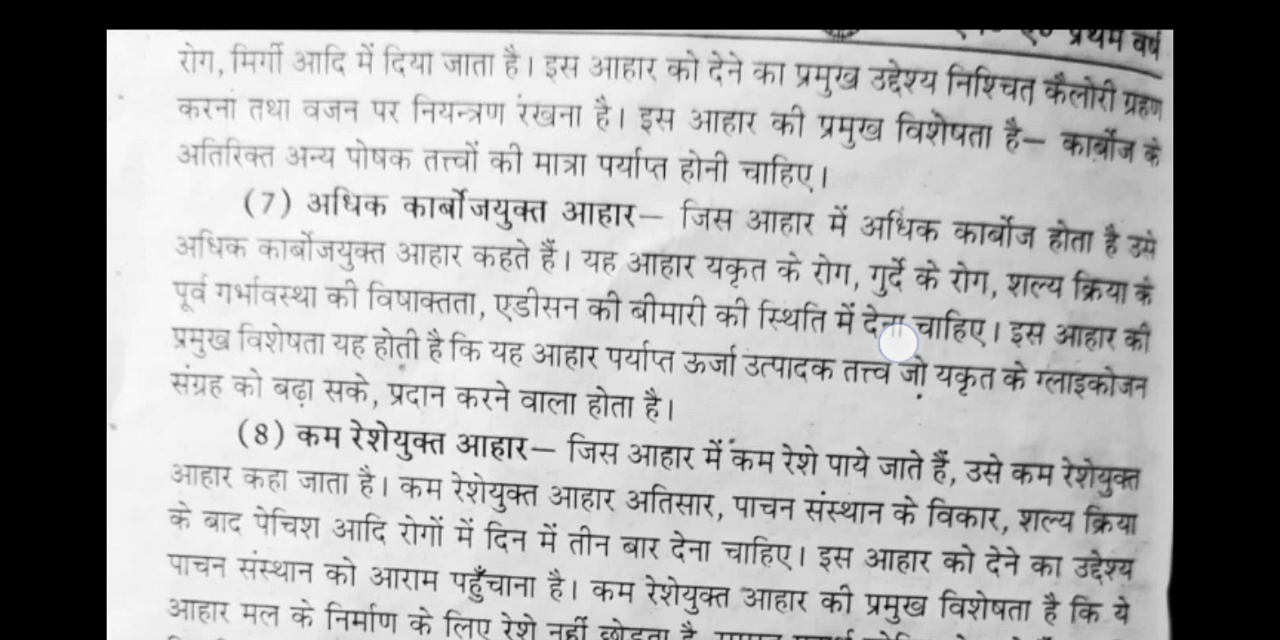 प्रथम वर्ष
रोग, मिर्गी आदि में दिया जाता है। इस आहार को देने का प्रमुख उद्देश्य निश्चित कैलोरी ग्रहण
करना तथा वजन पर नियन्त्रण रखना है। इस आहार की प्रमुख विशेषता है— कार्बोज के
अतिरिक्त अन्य पोषक तत्त्वों की मात्रा पर्याप्त होनी चाहिए।
(7) अधिक कार्बोजयुक्त आहार— जिस आहार में अधिक कार्बोज होता है उसे
अधिक कार्बोजयुक्त आहार कहते हैं। यह आहार यकृत के रोग, गुर्दे के रोग, शल्य क्रिया के
पूर्व गर्भावस्था की विषाक्तता, एडीसन की बीमारी की स्थिति में देना चाहिए। इस आहार की
प्रमुख विशेषता यह होती है कि यह आहार पर्याप्त ऊर्जा उत्पादक तत्त्व जो यकृत के ग्लाइकोजन
संग्रह को बढ़ा सके, प्रदान करने वाला होता है।
(8) कम रेशेयुक्त आहार— जिस आहार में कम रेशे पाये जाते हैं, उसे कम रेशेयुक्त
आहार कहा जाता है। कम रेशेयुक्त आहार अतिसार, पाचन संस्थान के विकार, शल्य क्रिया
के बाद पेचिश आदि रोगों में दिन में तीन बार देना चाहिए। इस आहार को देने का उद्देश्य
पाचन संस्थान को आराम पहुँचाना है। कम रेशेयुक्त आहार की प्रमुख विशेषता है कि ये
आहार मल के निर्माण के लिए रेशे नहीं छोड़ता है